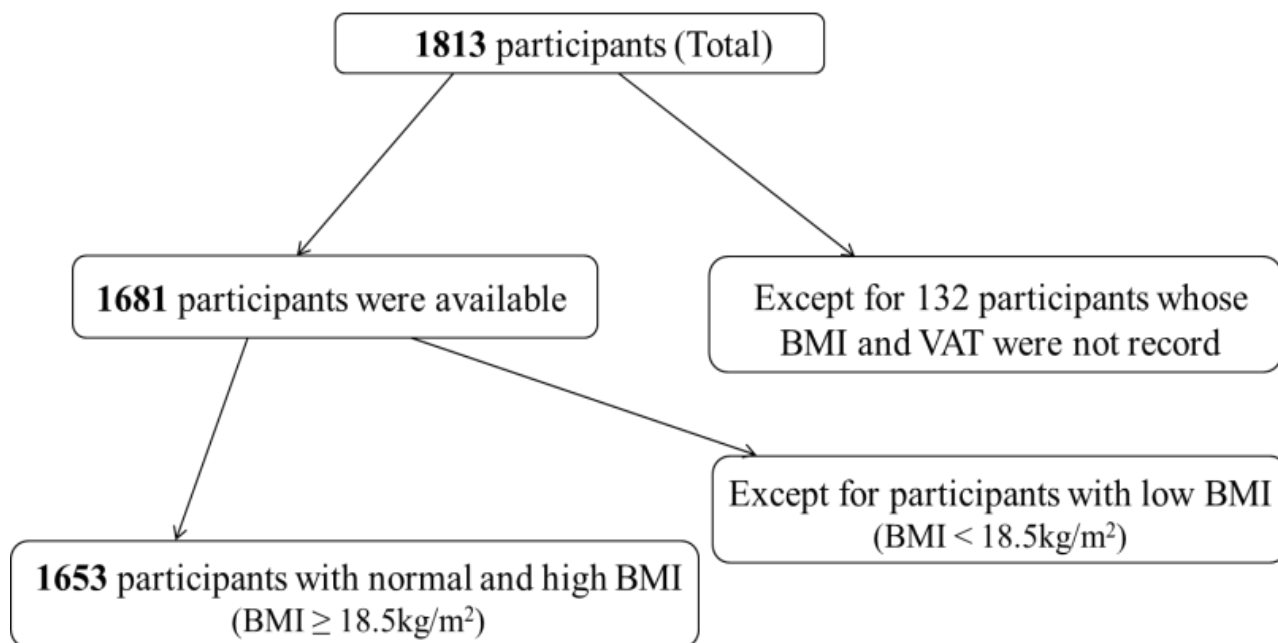 1813 participants (Total)
1681 participants were available
Except for 132 participants whose
BMI and VAT were not record
Except for participants with low BMI
(BMI < 18.5kg/m²)
1653 participants with normal and high BMI
(BMI ≥ 18.5kg/m²)